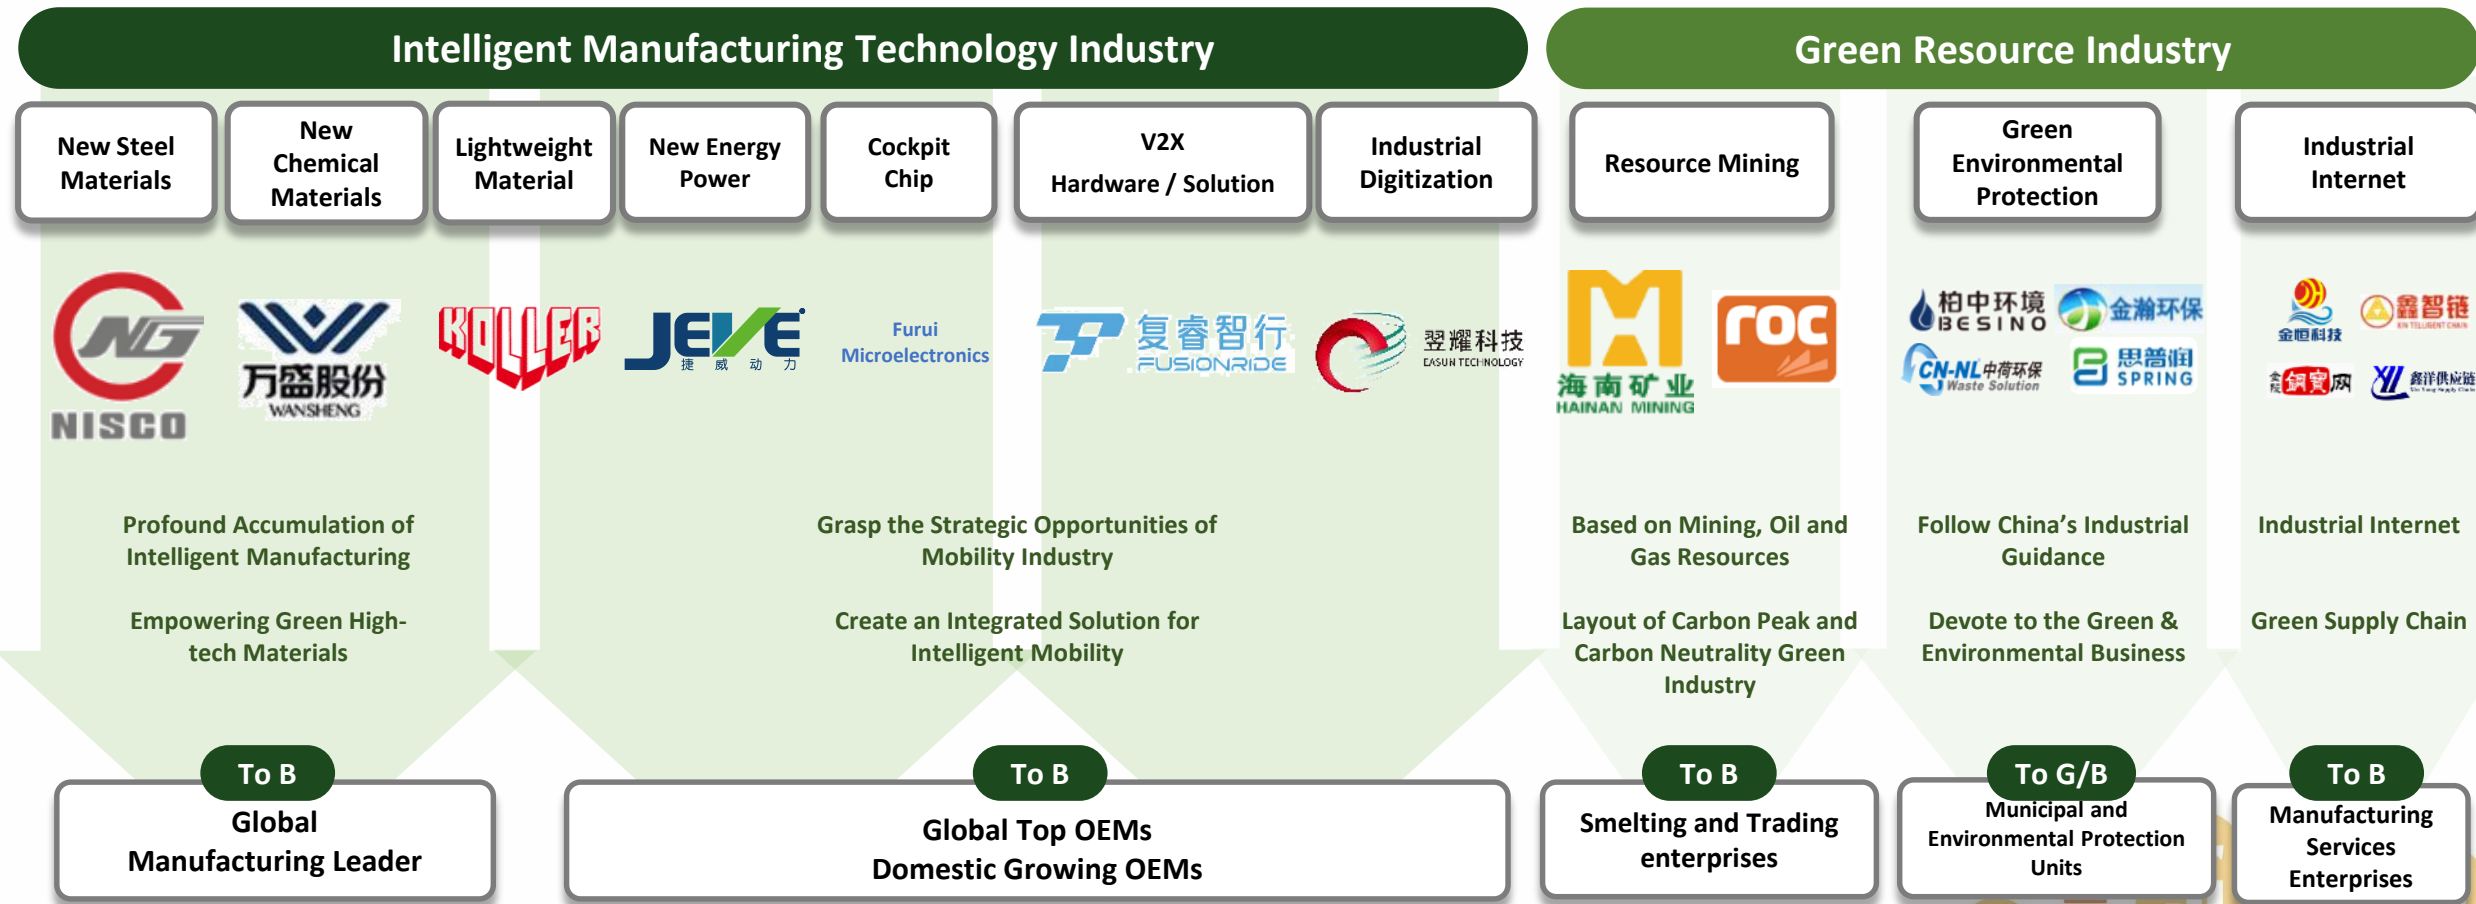 Intelligent Manufacturing Technology Industry
Green Resource Industry
New Steel
Materials
New
Chemical
Materials
Lightweight
Material
New Energy
Power
Cockpit
Chip
V2X
Hardware / Solution
Industrial
Digitization
Resource Mining
Green
Environmental
Protection
Industrial
Internet
NG
NISCO
万盛股份
WANSHENG
KOLLER
JEVE
捷威动力
Furui
Microelectronics
复睿智行
FUSIONRIDE
翌耀科技
EASUN TECHNOLOGY
海南矿业
HAINAN MINING
roc
柏中环境
BESINO
金瀚环保
CN-NL中荷环保
Waste Solution
思普润
SPRING
金恒科技
鑫智链
XIN TELLIGENT CHAIN
鑫洋供应链
Profound Accumulation of
Intelligent Manufacturing
Empowering Green High-
tech Materials
Grasp the Strategic Opportunities of
Mobility Industry
Create an Integrated Solution for
Intelligent Mobility
Based on Mining, Oil and
Gas Resources
Layout of Carbon Peak and
Carbon Neutrality Green
Industry
Follow China’s Industrial
Guidance
Devote to the Green &
Environmental Business
Industrial Internet
Green Supply Chain
To B
Global
Manufacturing Leader
To B
Global Top OEMs
Domestic Growing OEMs
To B
Smelting and Trading
enterprises
To G/B
Municipal and
Environmental Protection
Units
To B
Manufacturing
Services
Enterprises